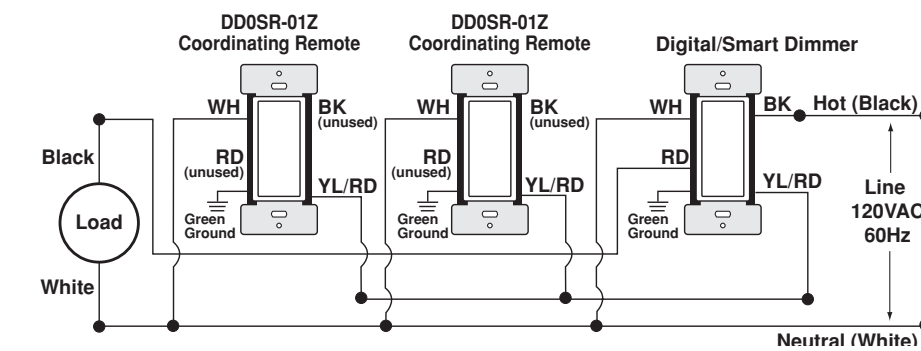 DD0SR-01Z
Coordinating Remote
DD0SR-01Z
Coordinating Remote
Digital/Smart Dimmer
WH
BK
(unused)
WH
BK
(unused)
WH
BK
Hot (Black)
Black
RD
(unused)
YL/RD
RD
(unused)
YL/RD
RD
YL/RD
Line
120VAC
60Hz
Load
Green
Ground
Green
Ground
Green
Ground
White
Neutral (White)